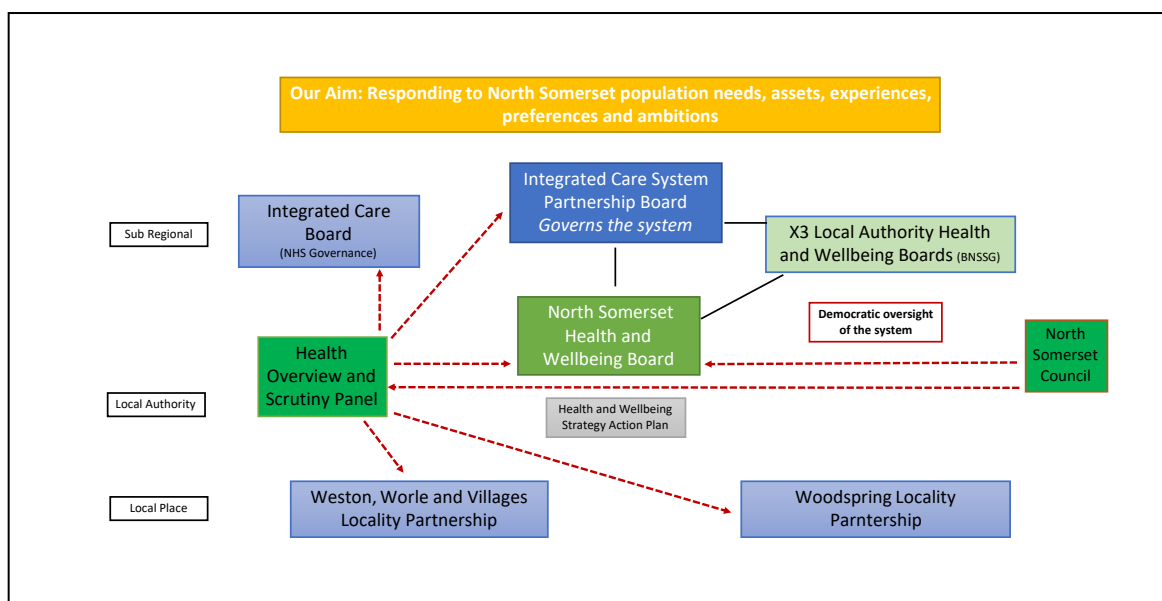 Our Aim: Responding to North Somerset population needs, assets, experiences,
preferences and ambitions
Integrated Care System
Partnership Board
Governs the system
Integrated Care
Board
(NHS Governance)
Sub Regional
X3 Local Authority Health
and Wellbeing Boards (BNSSG)
North Somerset
Health and
Wellbeing Board
Democratic oversight
of the system
North
Somerset
Council
Health
Overview and
Scrutiny Panel
Local Authority
Health and Wellbeing
Strategy Action Plan
Local Place
Weston, Worle and Villages
Locality Partnership
Woodspring Locality
Parntership